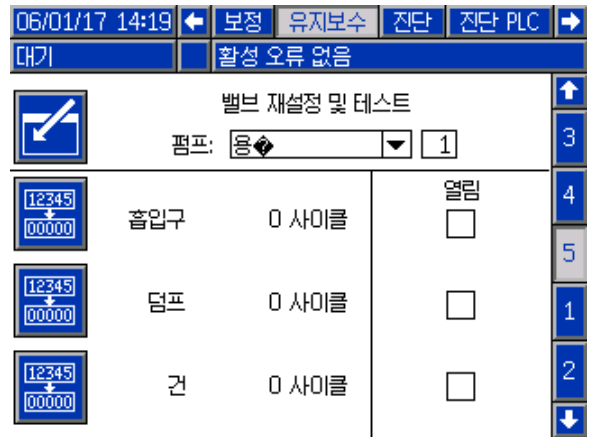 06/01/17 14:19 보정 유지보수 진단 진단 PLC
대기 활성 오류 없음
밸브 재설정 및 테스트
펌프: 용� 1
3
열림
12345 00000 흡입구 0 사이클
4
5
12345 00000 덤프 0 사이클
1
12345 00000 건 0 사이클
2